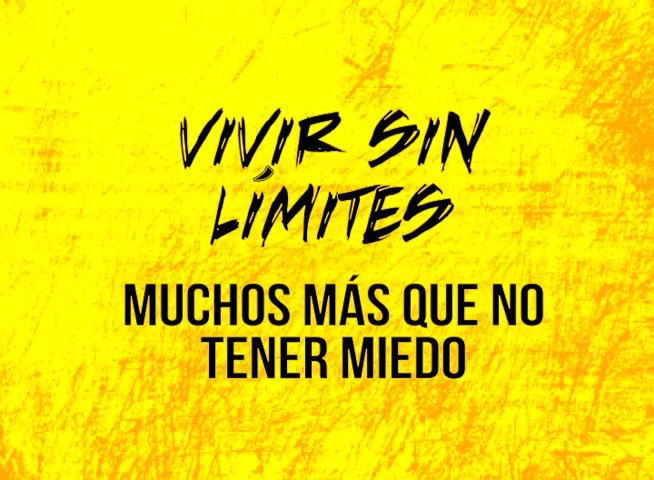 VIVIR SIN
LÍMITES
MUCHOS MÁS QUE NO
TENER MIEDO